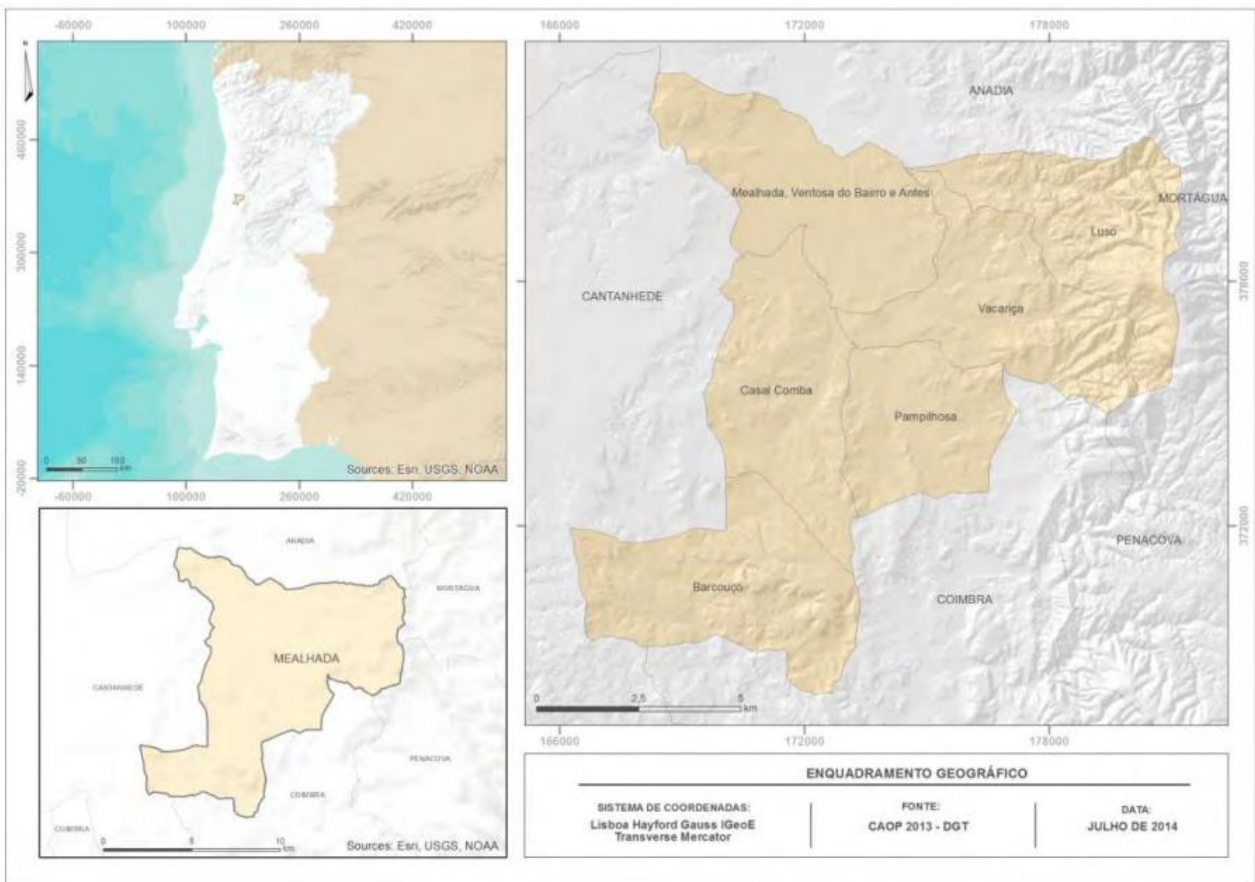 -60000 100000 260000 420000
460000
300000
140000
-20000
0 50 100
km
Sources: Esri, USGS, NOAA
-60000 100000 260000 420000
ANADIA
MORTÁGUA
MEALHADA
CANTANHEDE
PENACOVA
COIMBRA
COIMBRA
0 5 10
km
Sources: Esri, USGS, NOAA
166000 172000 178000
ANADIA
MORTÁGUA
Mealhada, Ventosa do Bairro e Antes
Luso
CANTANHEDE
378000
Vacariça
Casal Comba
Pampilhosa
372000
PENACOVA
Barcouço
COIMBRA
0 2,5 5
km
166000 172000 178000
ENQUADRAMENTO GEOGRÁFICO
SISTEMA DE COORDENADAS:
Lisboa Hayford Gauss IGeoE
Transverse Mercator
FONTE:
CAOP 2013 - DGT
DATA:
JULHO DE 2014